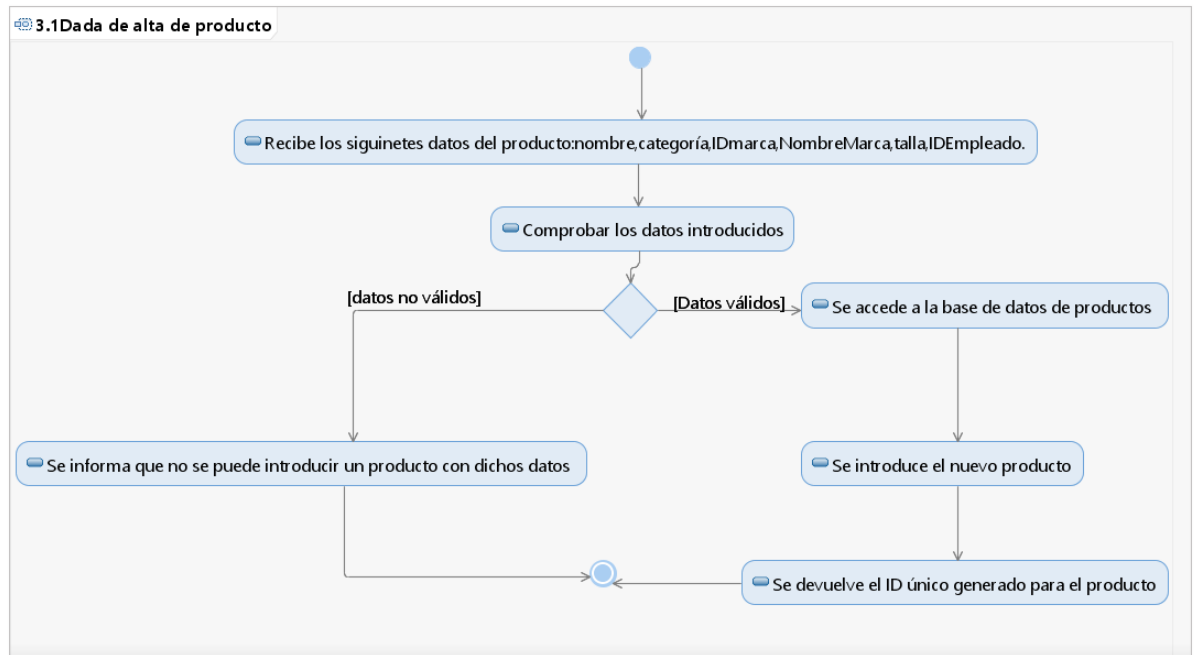 3.1Dada de alta de producto
Recibe los siguinetes datos del producto:nombre,categoría,IDmarca,NombreMarca,talla,IDEmpleado.
Comprobar los datos introducidos
[datos no válidos]
[Datos válidos]
Se accede a la base de datos de productos
Se informa que no se puede introducir un producto con dichos datos
Se introduce el nuevo producto
Se devuelve el ID único generado para el producto